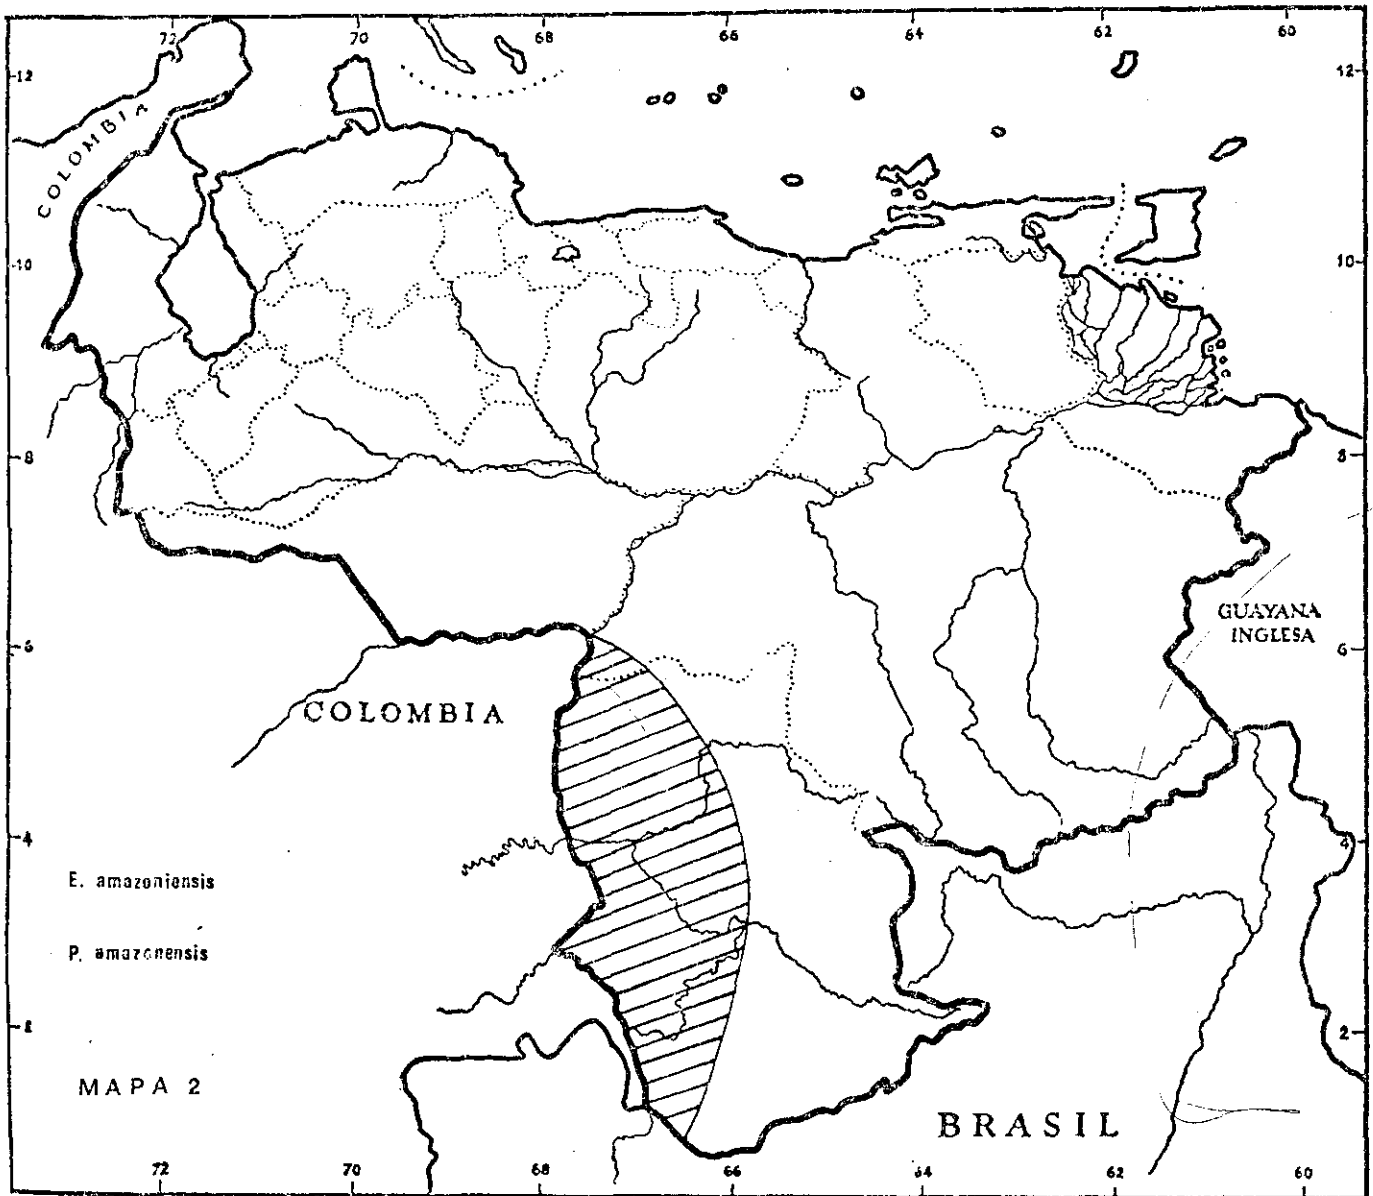 72 70 68 66 64 62 60
12 12
COLOMBIA
10 10
8 8
GUAYANA
INGLESA
6 6
COLOMBIA
4 4
E. amazoniensis
P. amazonensis
2 2
MAPA 2
BRASIL
72 70 68 66 64 62 60